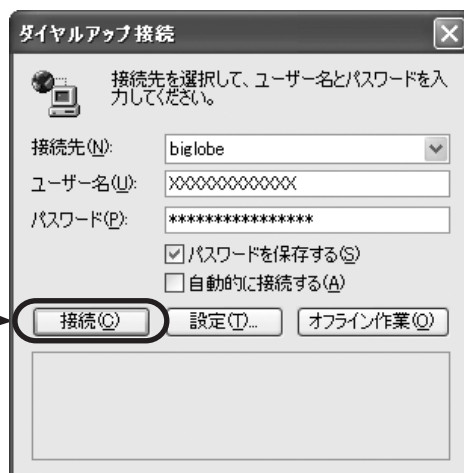 ダイヤルアップ接続
接続先を選択して、ユーザー名とパスワードを入
力してください。
接続先(N): biglobe
ユーザー名(U): XXXXXXXXXXXX
パスワード(P): ****************
パスワードを保存する(S)
自動的に接続する(A)
接続(C) 設定(T)... オフライン作業(O)